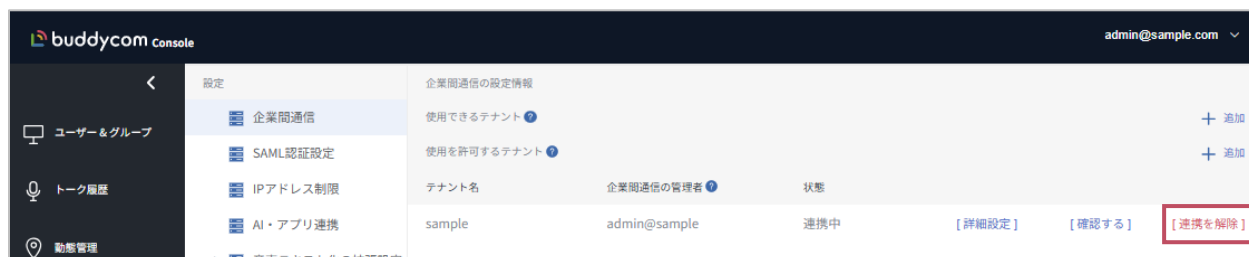 buddycom Console
admin@sample.com
設定
企業間通信の設定情報
ユーザー&グループ
企業間通信
使用できるテナント ?
+ 追加
SAML認証設定
使用を許可するテナント ?
+ 追加
トーク履歴
IPアドレス制限
テナント名 企業間通信の管理者 ? 状態
AI・アプリ連携
sample admin@sample 連携中 [ 詳細設定 ] [ 確認する ] [ 連携を解除 ]
動態管理